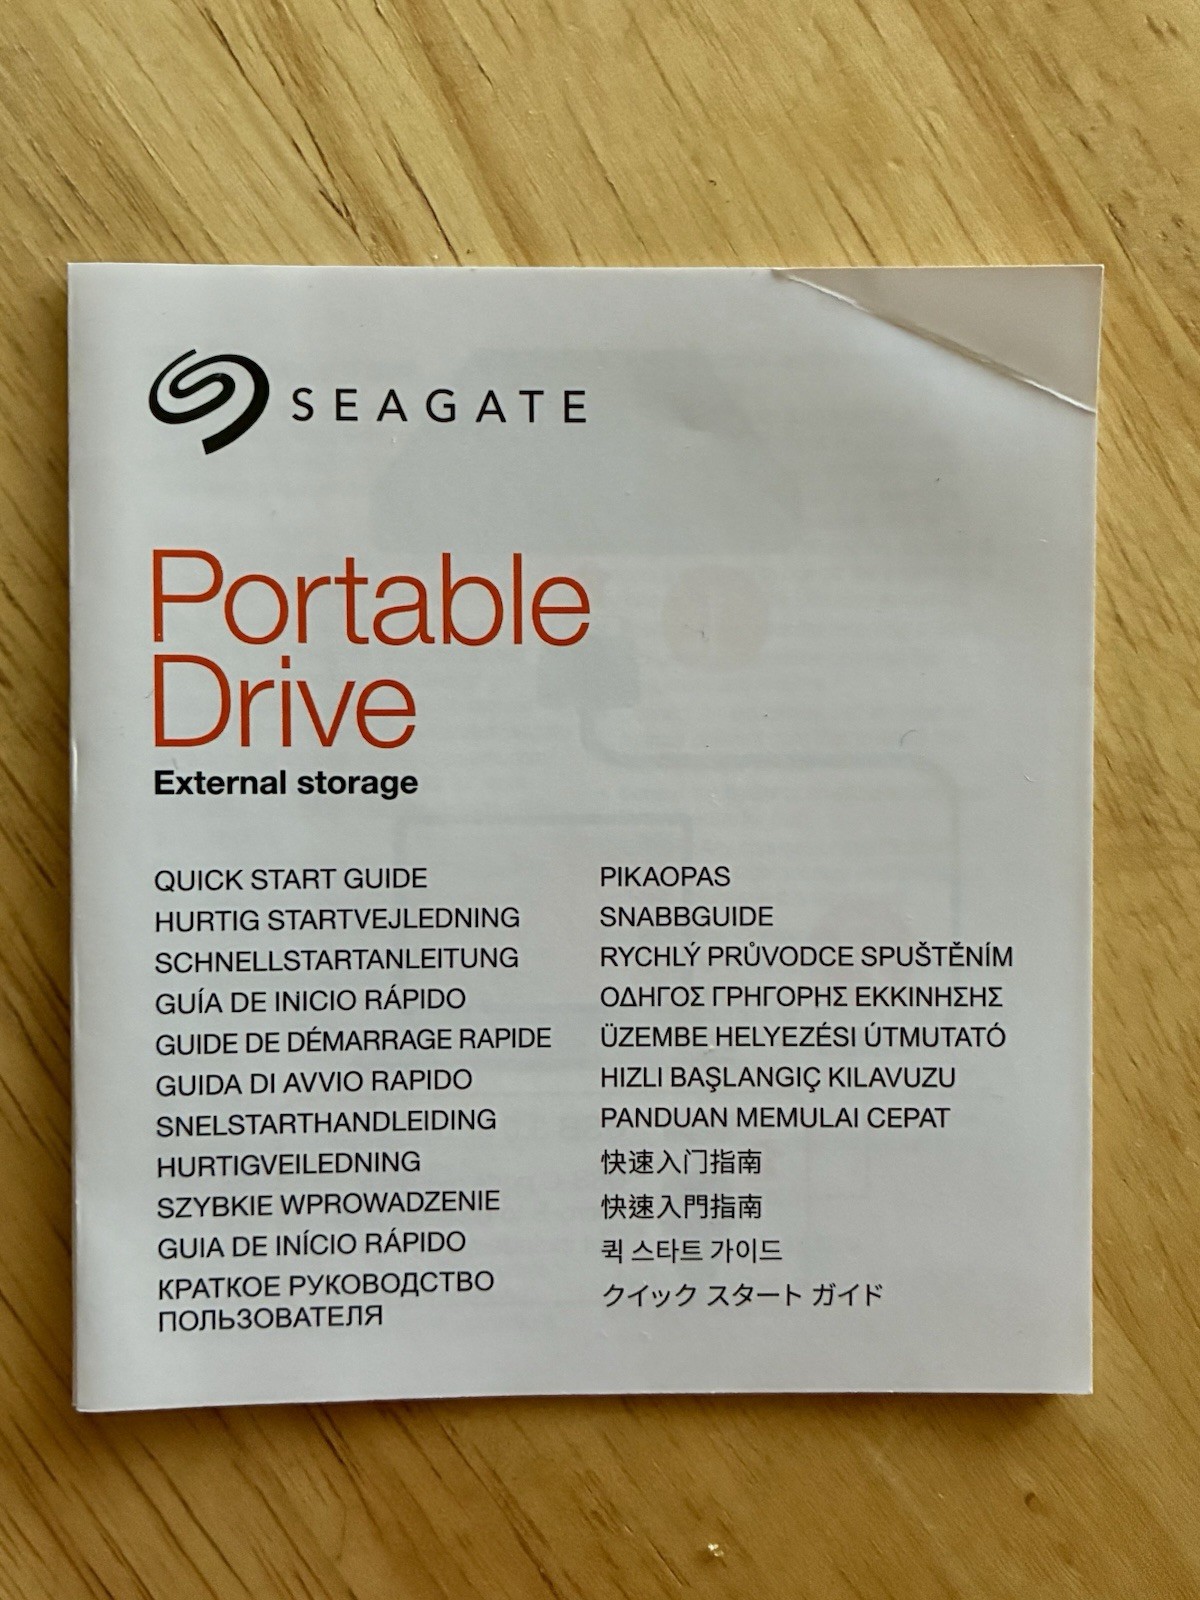 SEAGATE
Portable
Drive
External storage
QUICK START GUIDE
HURTIG STARTVEJLEDNING
SCHNELLSTARTANLEITUNG
GUÍA DE INICIO RÁPIDO
GUIDE DE DÉMARRAGE RAPIDE
GUIDA DI AVVIO RAPIDO
SNELSTARTHANDLEIDING
HURTIGVEILEDNING
SZYBKIE WPROWADZENIE
GUIA DE INÍCIO RÁPIDO
КРАТКОЕ РУКОВОДСТВО
ПОЛЬЗОВАТЕЛЯ
PIKAOPAS
SNABBGUIDE
RYCHLÝ PRŮVODCE SPUŠTĚNÍM
ΟΔΗΓΟΣ ΓΡΗΓΟΡΗΣ ΕΚΚΙΝΗΣΗΣ
ÜZEMBE HELYEZÉSI ÚTMUTATÓ
HIZLI BAŞLANGIÇ KILAVUZU
PANDUAN MEMULAI CEPAT
快速入门指南
快速入門指南
퀵 스타트 가이드
クイック スタート ガイド